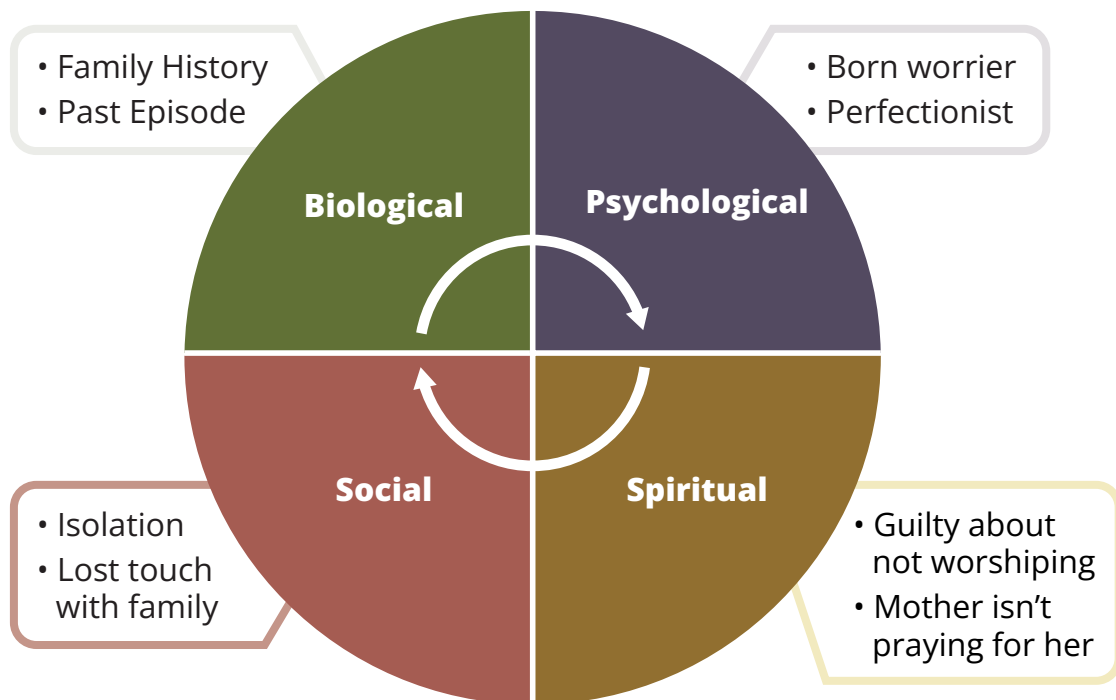 • Family History
• Past Episode
Biological
• Born worrier
• Perfectionist
Psychological
Social
• Isolation
• Lost touch
with family
Spiritual
• Guilty about
not worshiping
• Mother isn’t
praying for her